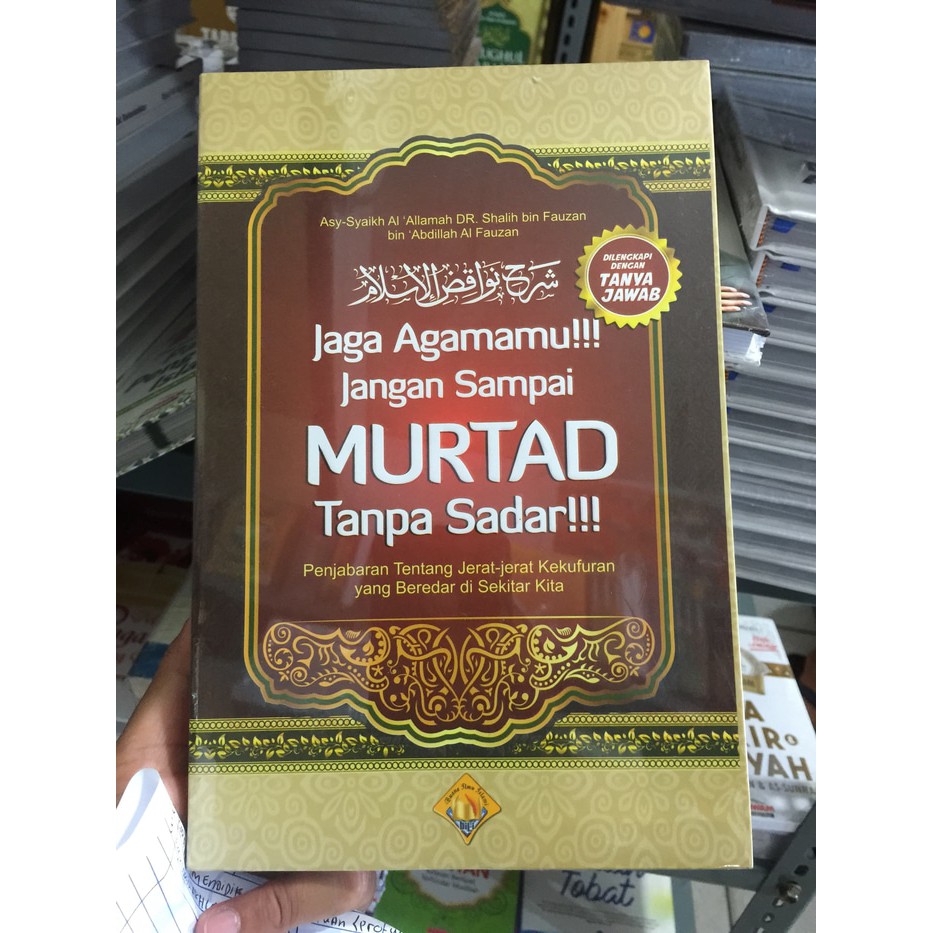 Asy-Syaikh Al 'Allamah DR. Shalih bin Fauzan
bin 'Abdillah Al Fauzan
شرح نواقض الإسلام
DILENGKAPI
DENGAN
TANYA
JAWAB
Jaga Agamamu!!!
Jangan Sampai
MURTAD
Tanpa Sadar!!!
Penjabaran Tentang Jerat-jerat Kekufuran
yang Beredar di Sekitar Kita
Tobat